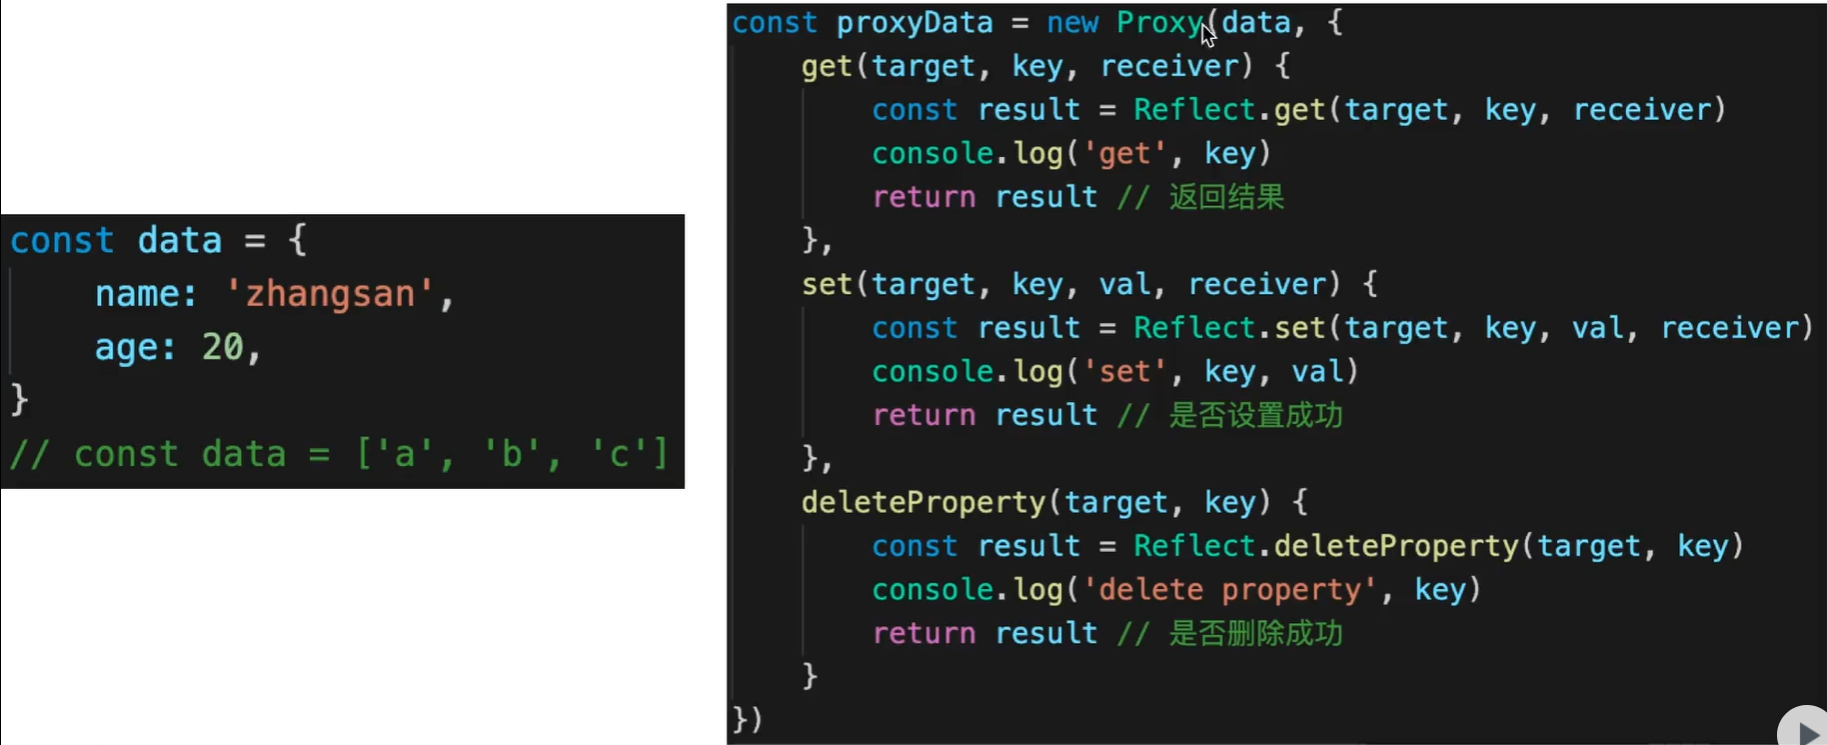 const data = {
    name: 'zhangsan',
    age: 20,
}
// const data = ['a', 'b', 'c']
const proxyData = new Proxy(data, {
    get(target, key, receiver) {
        const result = Reflect.get(target, key, receiver)
        console.log('get', key)
        return result // 返回结果
    },
    set(target, key, val, receiver) {
        const result = Reflect.set(target, key, val, receiver)
        console.log('set', key, val)
        return result // 是否设置成功
    },
    deleteProperty(target, key) {
        const result = Reflect.deleteProperty(target, key)
        console.log('delete property', key)
        return result // 是否删除成功
    }
})